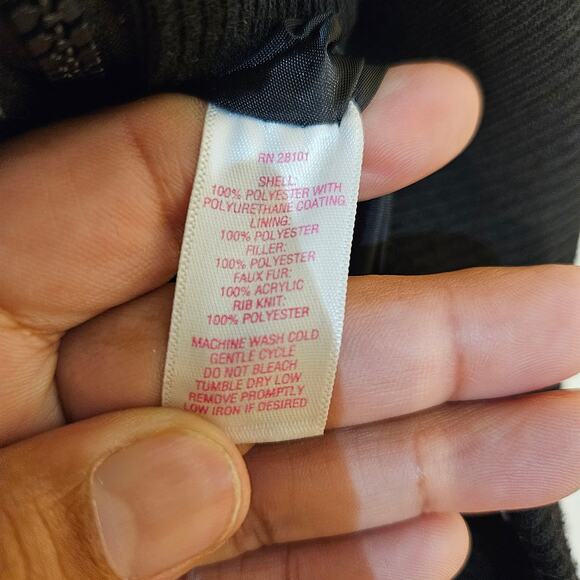 RN 28101
SHELL:
100% POLYESTER WITH
POLYURETHANE COATING
LINING:
100% POLYESTER
FILLER:
100% POLYESTER
FAUX FUR:
100% ACRYLIC
RIB KNIT:
100% POLYESTER
MACHINE WASH COLD
GENTLE CYCLE
DO NOT BLEACH
TUMBLE DRY LOW
REMOVE PROMPTLY
LOW IRON IF DESIRED